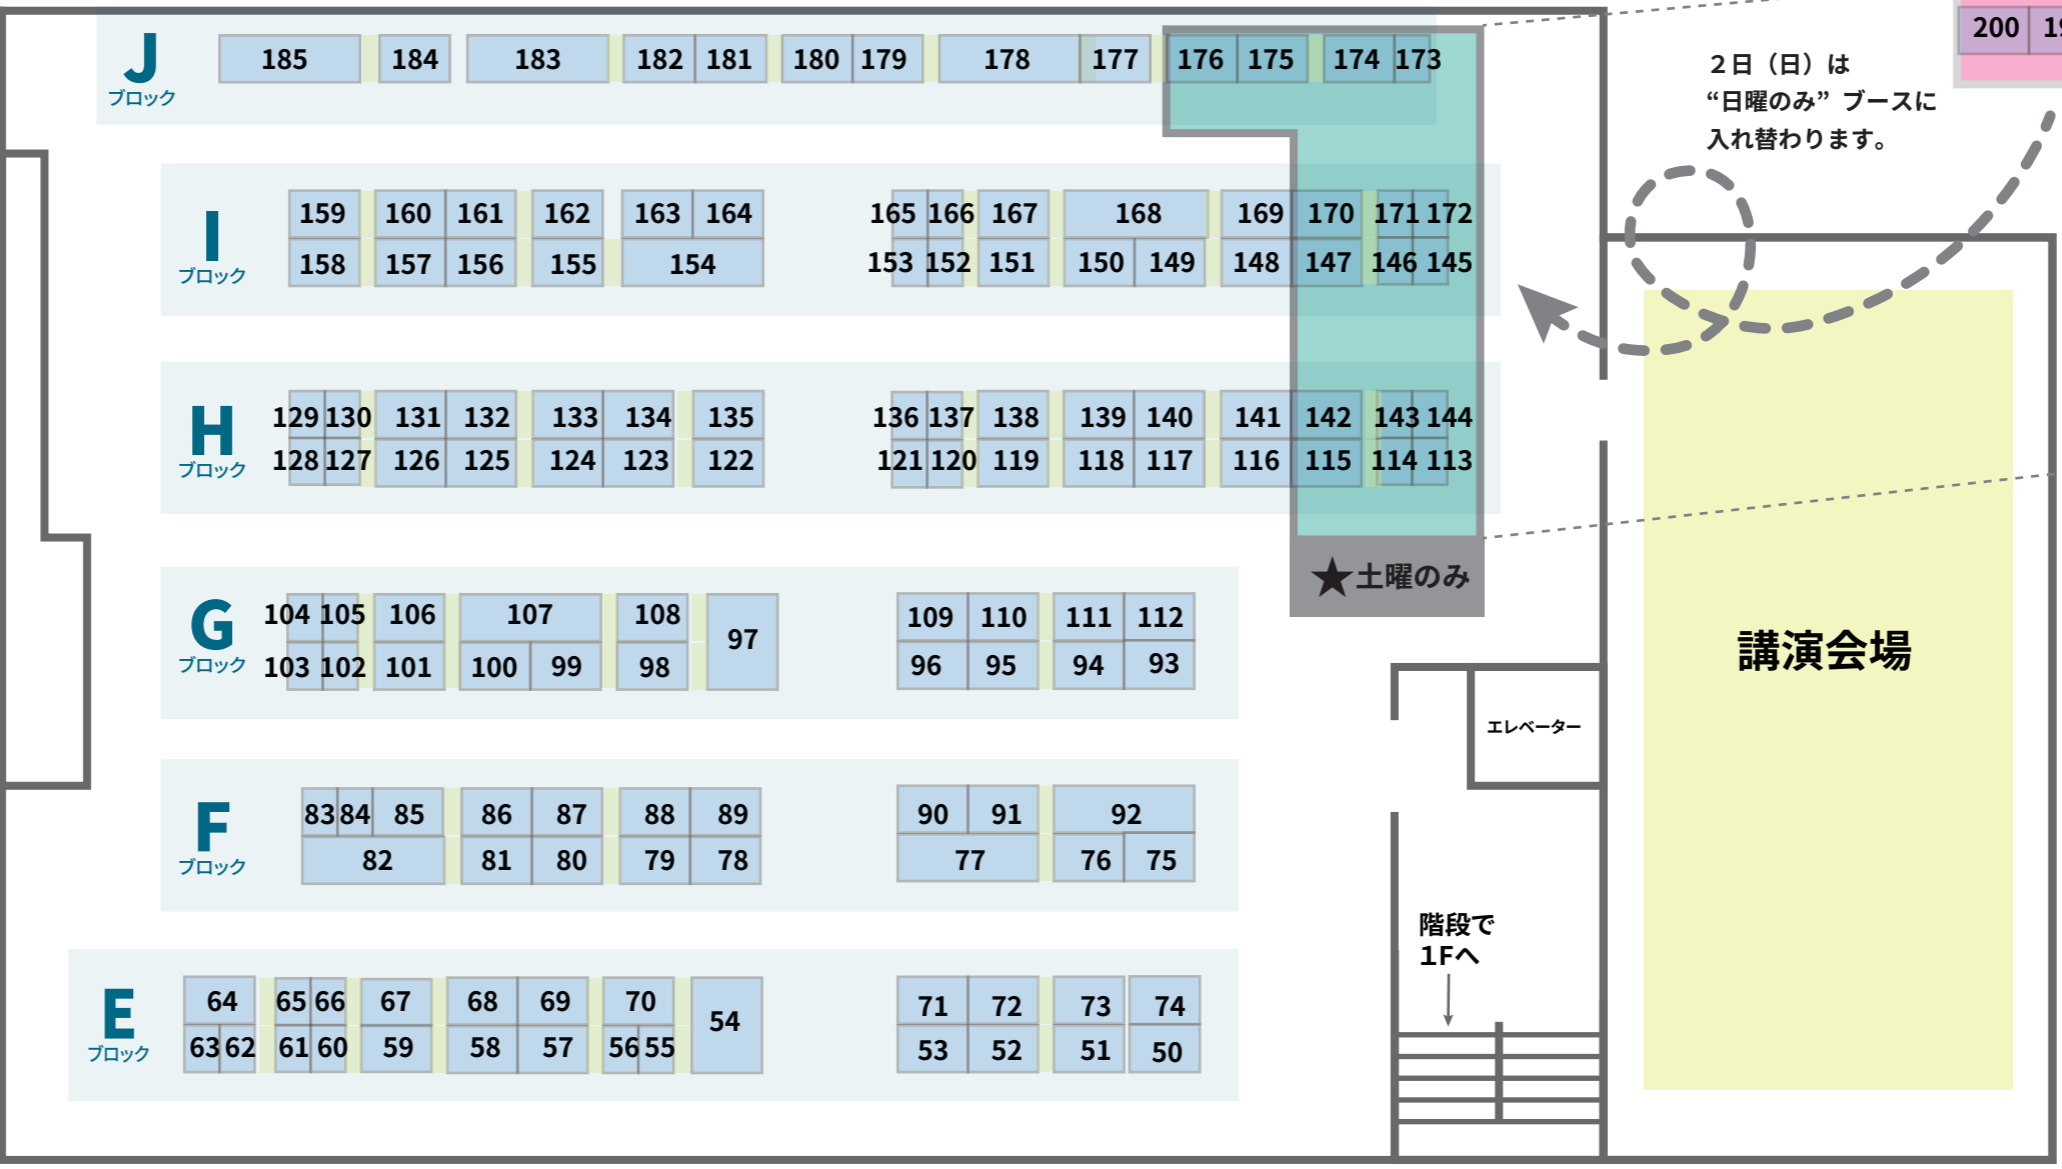 J
ブロック
185 184 183 182 181 180 179 178 177 176 175 174 173
200
２日（日）は
“日曜のみ” ブースに
入れ替わります。
I
ブロック
159 160 161 162 163 164 165 166 167 168 169 170 171 172
158 157 156 155 154 153 152 151 150 149 148 147 146 145
H
ブロック
129 130 131 132 133 134 135 136 137 138 139 140 141 142 143 144
128 127 126 125 124 123 122 121 120 119 118 117 116 115 114 113
★土曜のみ
G
ブロック
104 105 106 107 108 97 109 110 111 112
103 102 101 100 99 98 96 95 94 93
講演会場
エレベーター
F
ブロック
83 84 85 86 87 88 89 90 91 92
82 81 80 79 78 77 76 75
階段で
１Fへ
E
ブロック
64 65 66 67 68 69 70 54 71 72 73 74
63 62 61 60 59 58 57 56 55 53 52 51 50